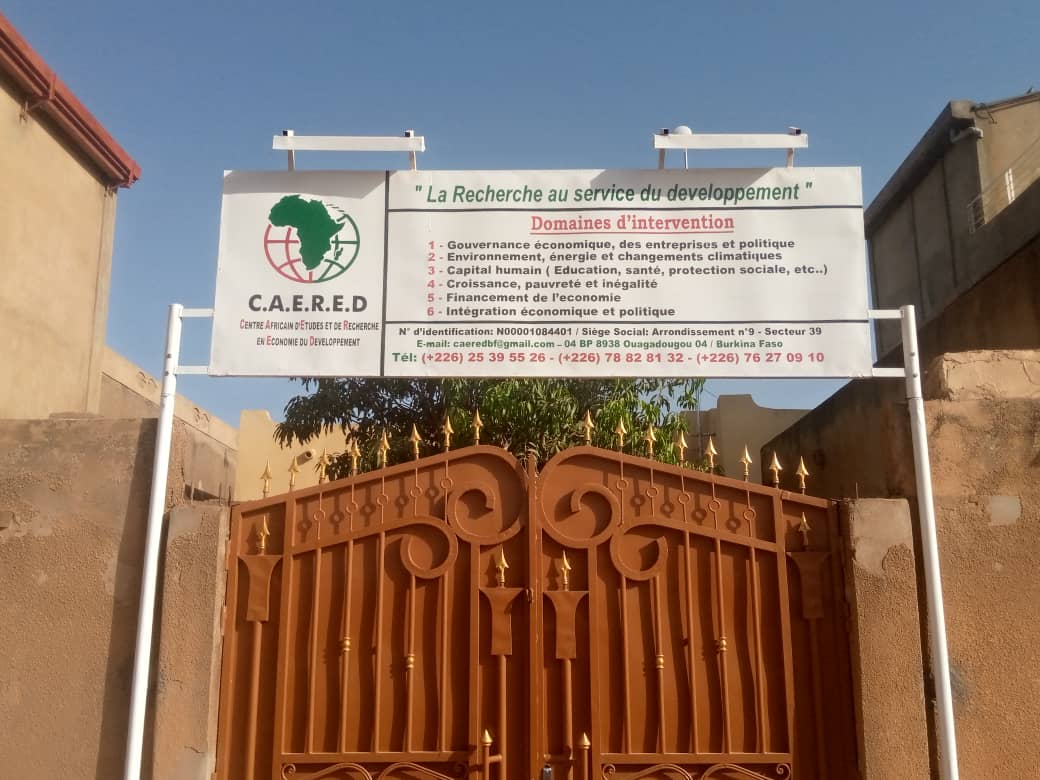 C.A.E.R.E.D
CENTRE AFRICAIN D'ETUDES ET DE RECHERCHE
EN ECONOMIE DU DEVELOPPEMENT
" La Recherche au service du developpement "
Domaines d'intervention
1 - Gouvernance économique, des entreprises et politique
2 - Environnement, énergie et changements climatiques
3 - Capital humain ( Education, santé, protection sociale, etc..)
4 - Croissance, pauvreté et inégalité
5 - Financement de l'economie
6 - Intégration économique et politique
N° d'identification: N00001084401 / Siège Social: Arrondissement n°9 - Secteur 39
E-mail: caeredbf@gmail.com – 04 BP 8938 Ouagadougou 04 / Burkina Faso
Tél: (+226) 25 39 55 26 - (+226) 78 82 81 32 - (+226) 76 27 09 10